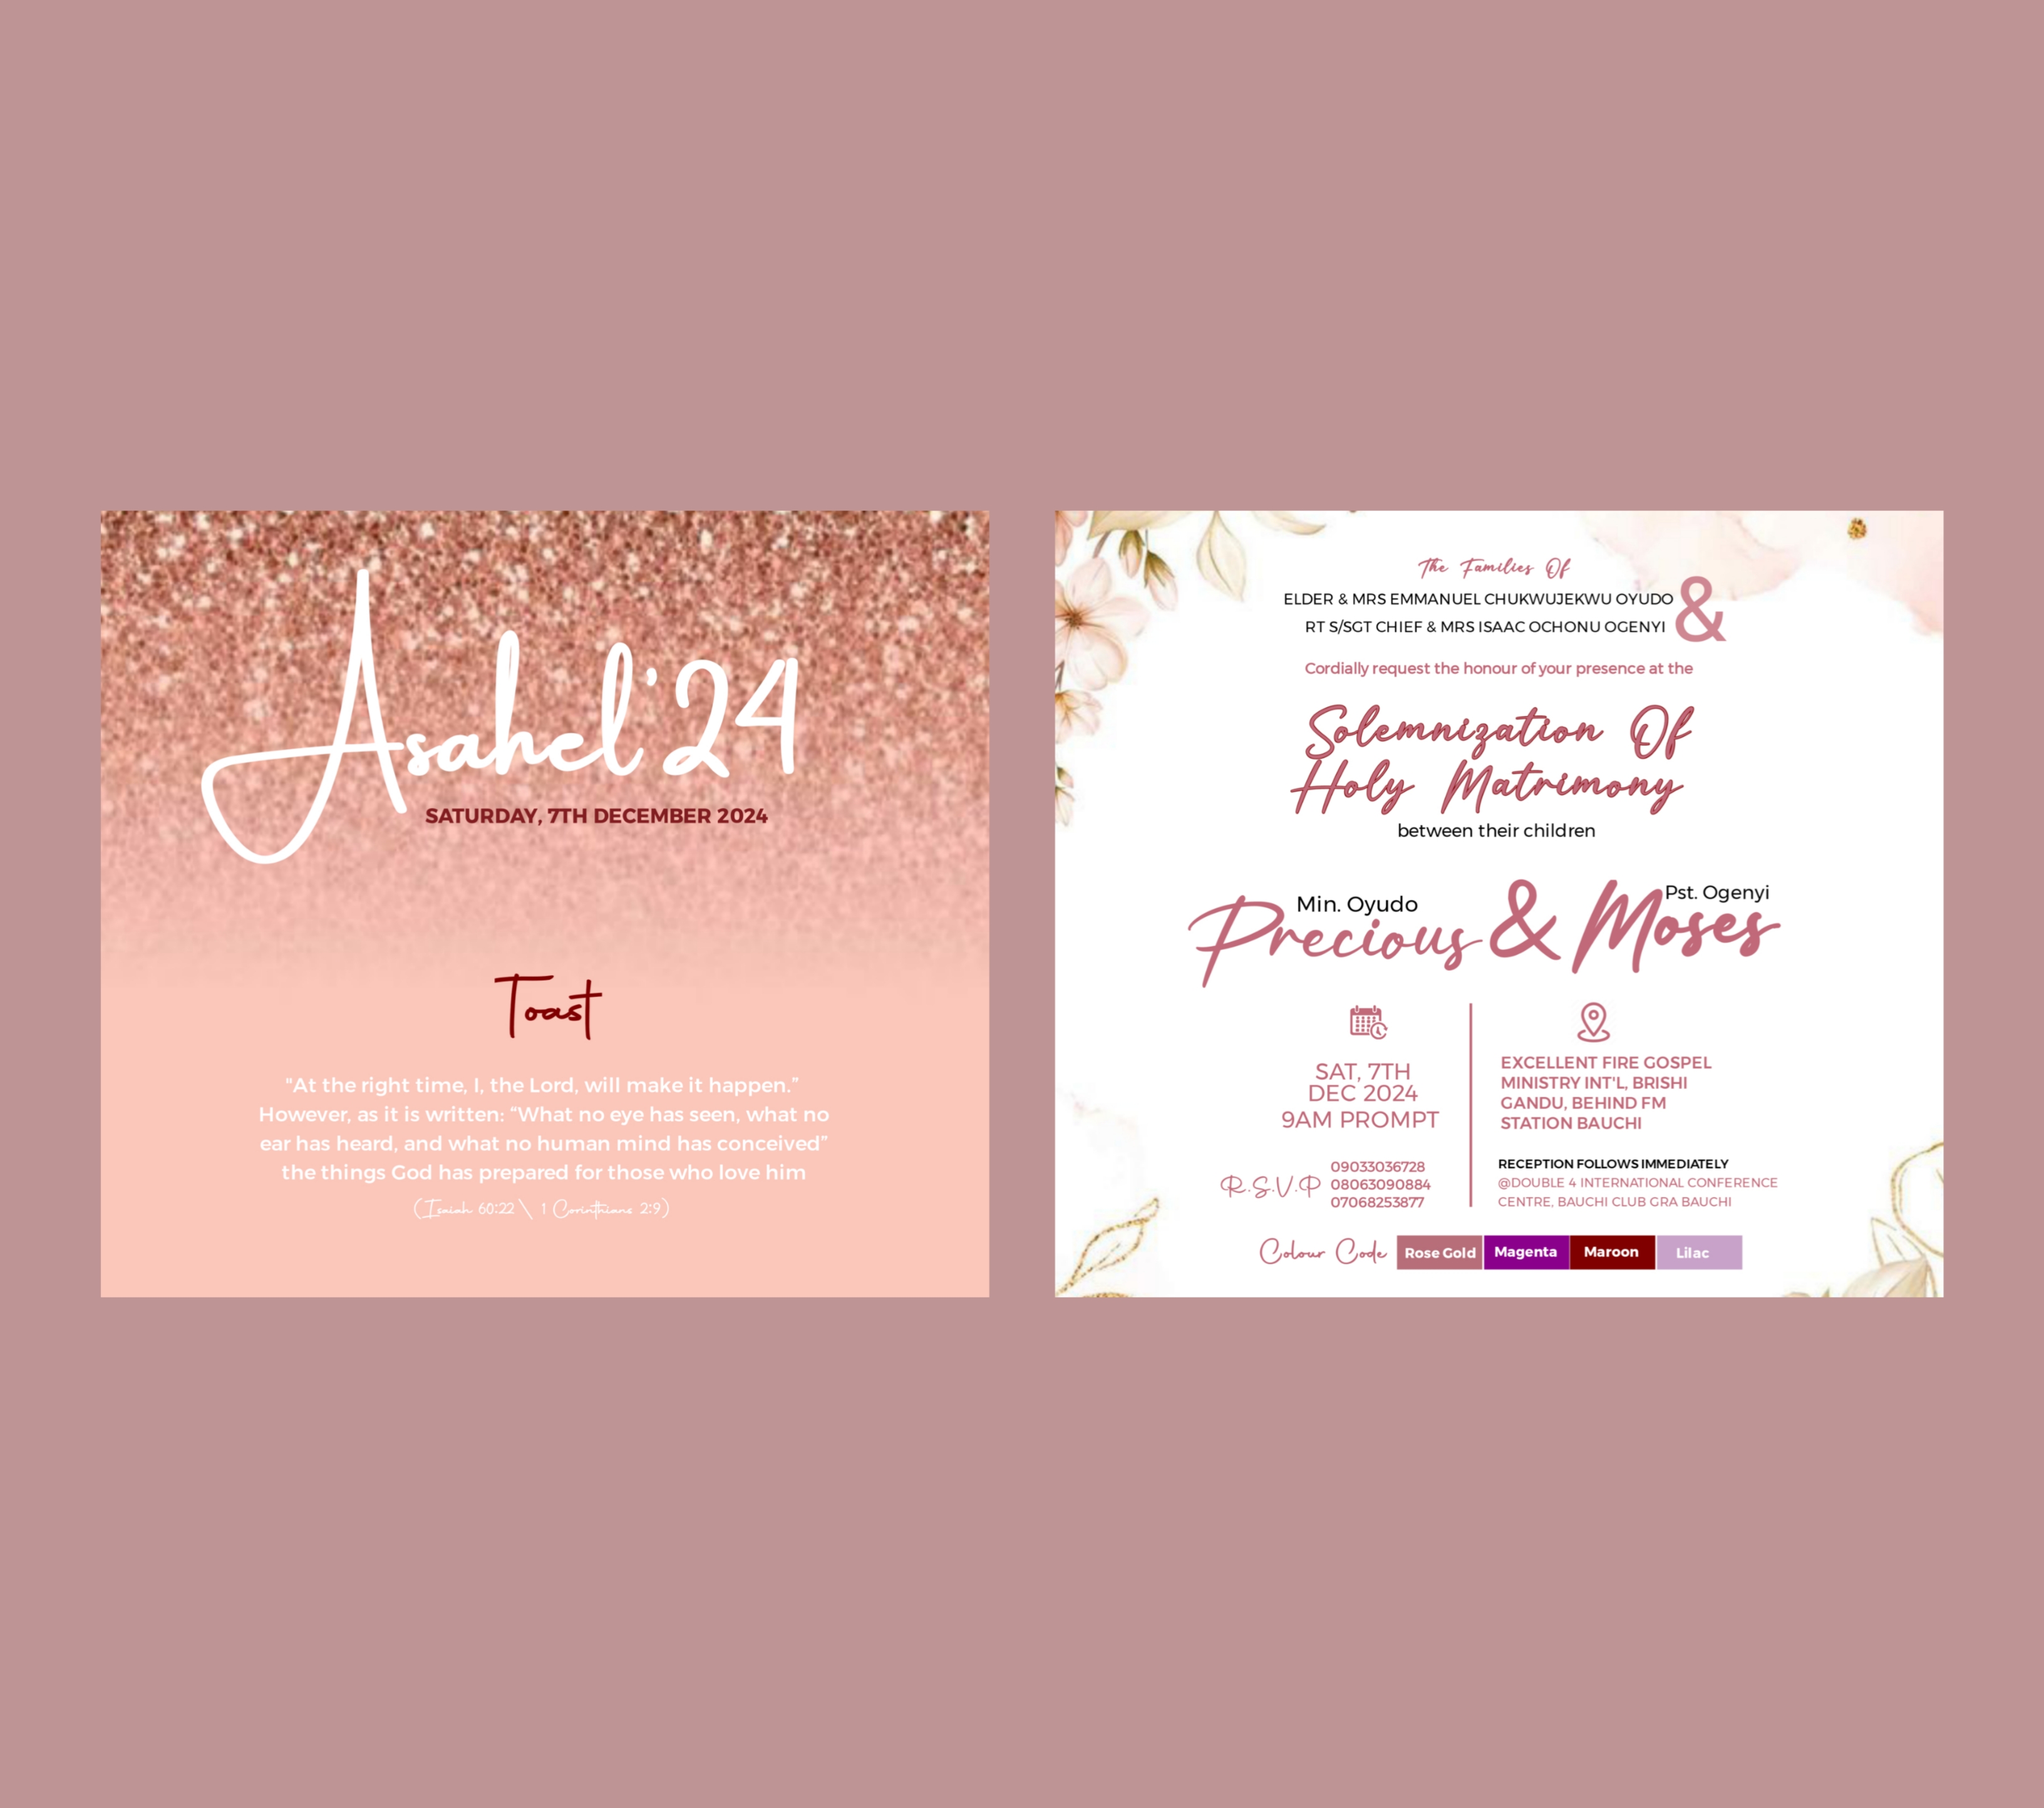 Asahel'24
SATURDAY, 7TH DECEMBER 2024
Toast
"At the right time, I, the Lord, will make it happen."
However, as it is written: “What no eye has seen, what no
ear has heard, and what no human mind has conceived”
the things God has prepared for those who love him
(Isaiah 60:22 \ 1 Corinthians 2:9)
The Families Of
ELDER & MRS EMMANUEL CHUKWUJEKWU OYUDO
&
RT S/SGT CHIEF & MRS ISAAC OCHONU OGENYI
Cordially request the honour of your presence at the
Solemnization Of
Holy Matrimony
between their children
Min. Oyudo
Pst. Ogenyi
Precious & Moses
SAT, 7TH
DEC 2024
9AM PROMPT
EXCELLENT FIRE GOSPEL
MINISTRY INT'L, BRISHI
GANDU, BEHIND FM
STATION BAUCHI
R.S.V.P
09033036728
08063090884
07068253877
RECEPTION FOLLOWS IMMEDIATELY
@DOUBLE 4 INTERNATIONAL CONFERENCE
CENTRE, BAUCHI CLUB GRA BAUCHI
Colour Code Rose Gold Magenta Maroon Lilac